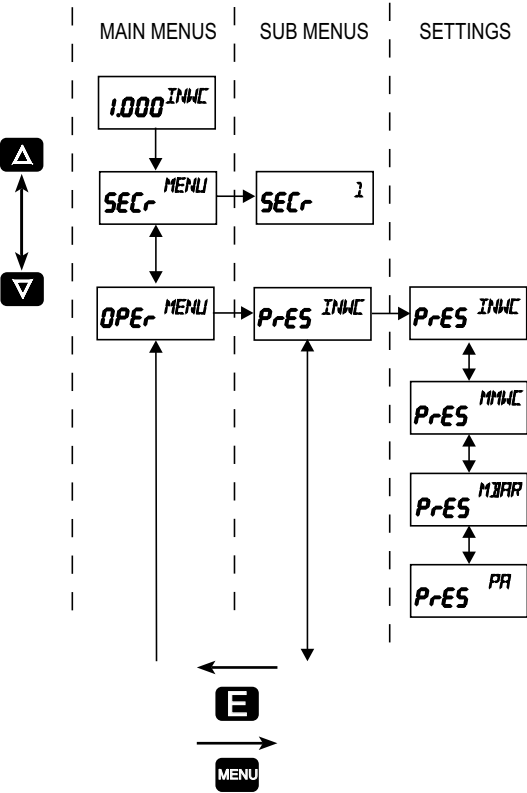 MAIN MENUS SUB MENUS SETTINGS
1.000 INWC
SECr MENU SECr 1
OPEr MENU PrES INWC PrES INWC
PrES MMWC
PrES MBAR
PrES PA
E
MENU